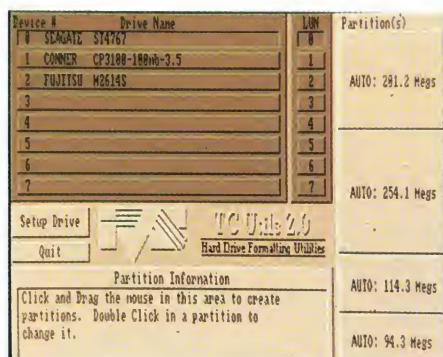 Device # Drive Name LUN
0 SEAGATE ST4767 0
1 CONNER CP3100-100mb-3.5 1
2 FUJITSU M2614S 2
3 3
4 4
5 5
6 6
7 7
Setup Drive
Quit
TC Utils 2.0
Hard Drive Formatting Utilities
Partition Information
Click and Drag the mouse in this area to create
partitions. Double Click in a partition to
change it.
Partition(s)
AUTO: 201.2 Megs
AUTO: 254.1 Megs
AUTO: 114.3 Megs
AUTO: 94.3 Megs